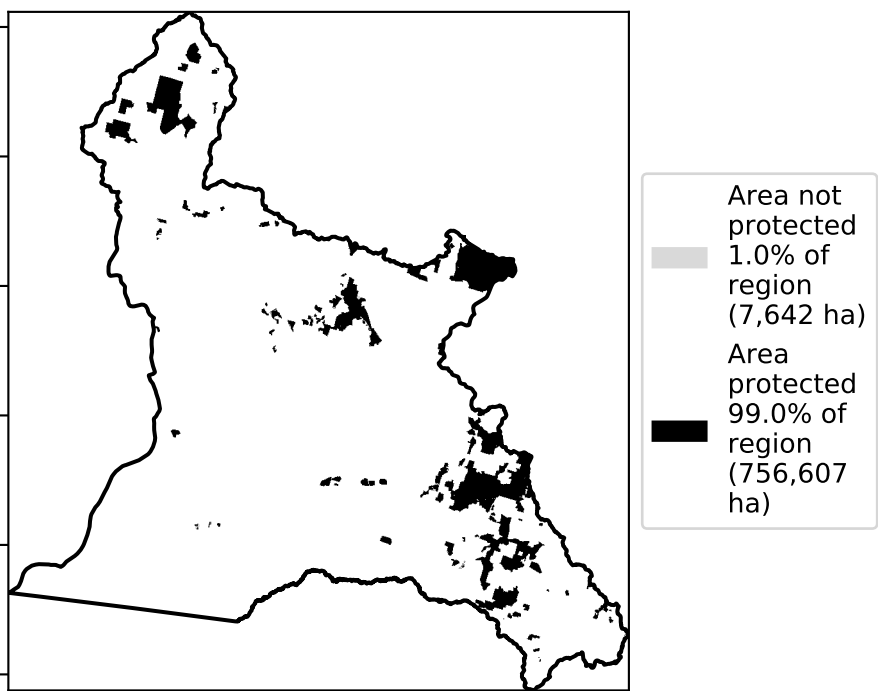 Area not
protected
1.0% of
region
(7,642 ha)
Area
protected
99.0% of
region
(756,607
ha)